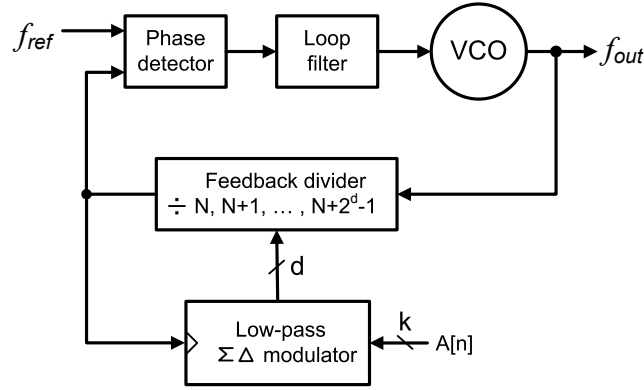 f_ref
Phase
detector
Loop
filter
VCO
f_out
Feedback divider
÷ N, N+1, … , N+2^d-1
d
Low-pass
ΣΔ modulator
k
A[n]